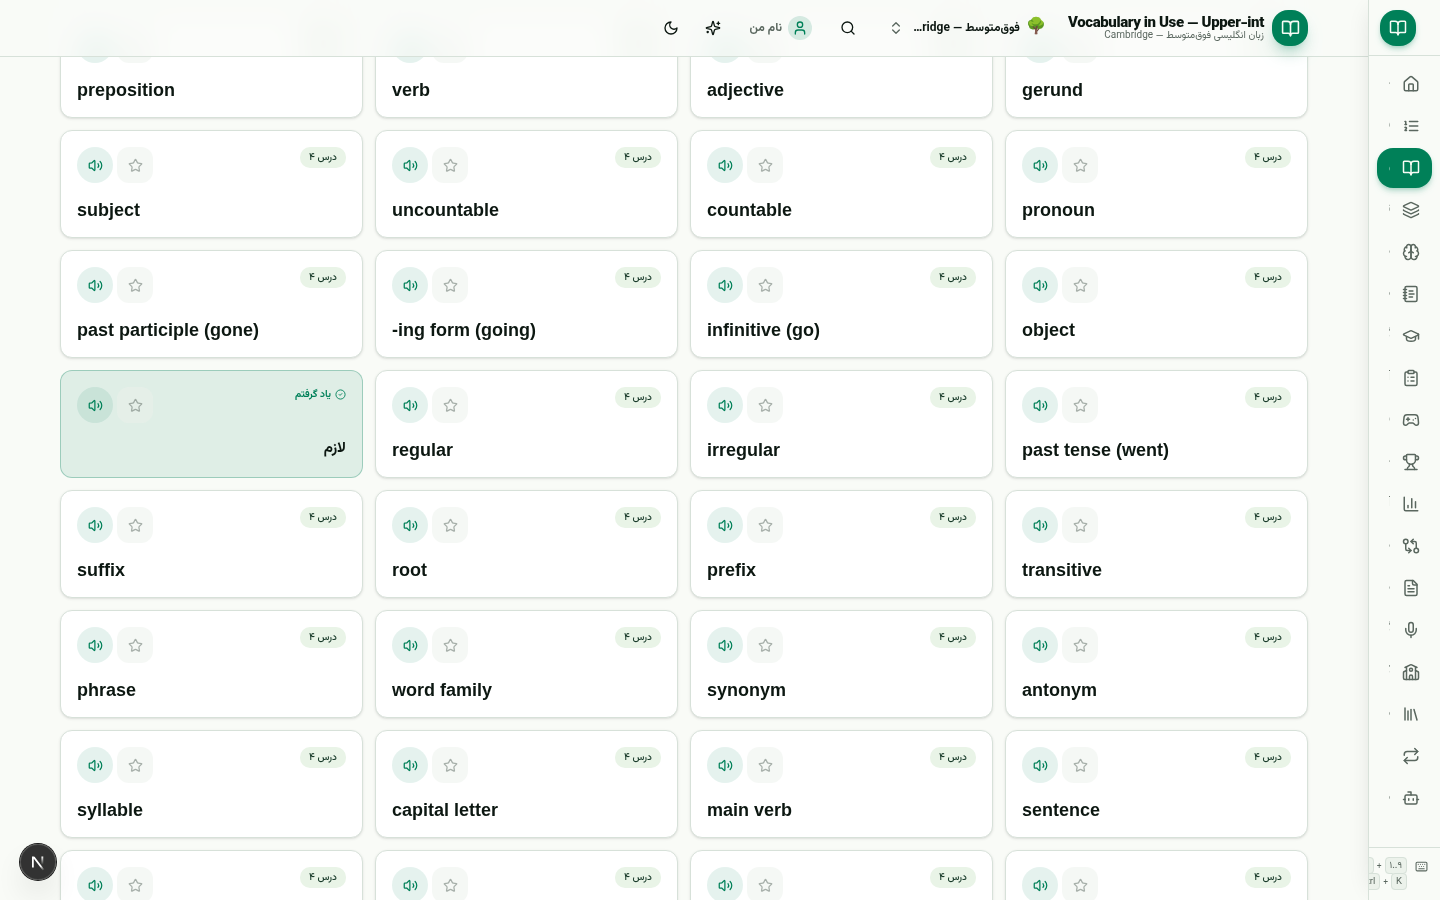 Vocabulary in Use – Upper-int
زبان انگلیسی فوق‌متوسط – Cambridge
فوق‌متوسط – ridge...
نام من
gerund
adjective
verb
preposition
درس ۴
درس ۴
درس ۴
درس ۴
pronoun
countable
uncountable
subject
درس ۴
درس ۴
درس ۴
درس ۴
object
infinitive (go)
-ing form (going)
past participle (gone)
درس ۴
درس ۴
درس ۴
یاد گرفتم
past tense (went)
irregular
regular
لازم
درس ۴
درس ۴
درس ۴
درس ۴
transitive
prefix
root
suffix
درس ۴
درس ۴
درس ۴
درس ۴
antonym
synonym
word family
phrase
درس ۴
درس ۴
درس ۴
درس ۴
sentence
main verb
capital letter
syllable
درس ۴
درس ۴
درس ۴
درس ۴
+ ۱..۹
+ K